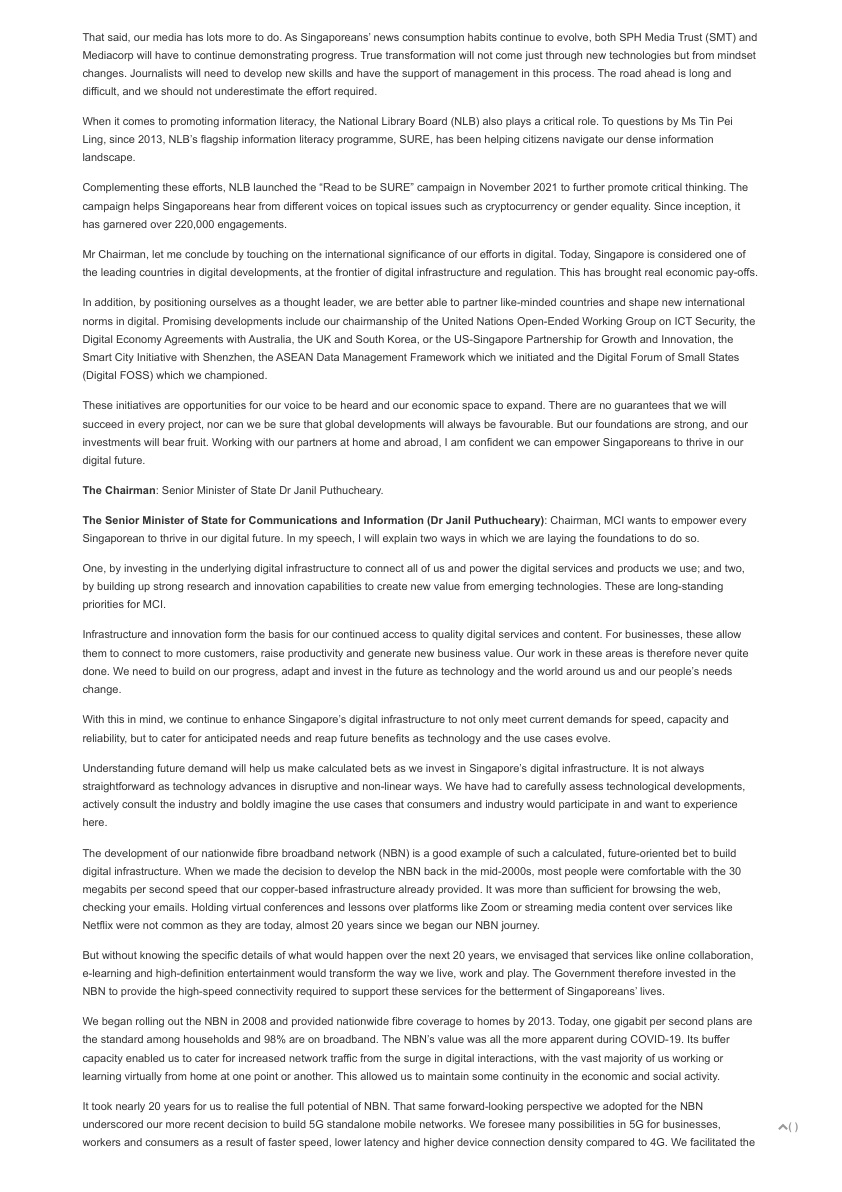 That said, our media has lots more to do. As Singaporeans’ news consumption habits continue to evolve, both SPH Media Trust (SMT) and
Mediacorp will have to continue demonstrating progress. True transformation will not come just through new technologies but from mindset
changes. Journalists will need to develop new skills and have the support of management in this process. The road ahead is long and
difficult, and we should not underestimate the effort required.
When it comes to promoting information literacy, the National Library Board (NLB) also plays a critical role. To questions by Ms Tin Pei
Ling, since 2013, NLB’s flagship information literacy programme, SURE, has been helping citizens navigate our dense information
landscape.
Complementing these efforts, NLB launched the “Read to be SURE” campaign in November 2021 to further promote critical thinking. The
campaign helps Singaporeans hear from different voices on topical issues such as cryptocurrency or gender equality. Since inception, it
has garnered over 220,000 engagements.
Mr Chairman, let me conclude by touching on the international significance of our efforts in digital. Today, Singapore is considered one of
the leading countries in digital developments, at the frontier of digital infrastructure and regulation. This has brought real economic pay-offs.
In addition, by positioning ourselves as a thought leader, we are better able to partner like-minded countries and shape new international
norms in digital. Promising developments include our chairmanship of the United Nations Open-Ended Working Group on ICT Security, the
Digital Economy Agreements with Australia, the UK and South Korea, or the US-Singapore Partnership for Growth and Innovation, the
Smart City Initiative with Shenzhen, the ASEAN Data Management Framework which we initiated and the Digital Forum of Small States
(Digital FOSS) which we championed.
These initiatives are opportunities for our voice to be heard and our economic space to expand. There are no guarantees that we will
succeed in every project, nor can we be sure that global developments will always be favourable. But our foundations are strong, and our
investments will bear fruit. Working with our partners at home and abroad, I am confident we can empower Singaporeans to thrive in our
digital future.
The Chairman: Senior Minister of State Dr Janil Puthucheary.
The Senior Minister of State for Communications and Information (Dr Janil Puthucheary): Chairman, MCI wants to empower every
Singaporean to thrive in our digital future. In my speech, I will explain two ways in which we are laying the foundations to do so.
One, by investing in the underlying digital infrastructure to connect all of us and power the digital services and products we use; and two,
by building up strong research and innovation capabilities to create new value from emerging technologies. These are long-standing
priorities for MCI.
Infrastructure and innovation form the basis for our continued access to quality digital services and content. For businesses, these allow
them to connect to more customers, raise productivity and generate new business value. Our work in these areas is therefore never quite
done. We need to build on our progress, adapt and invest in the future as technology and the world around us and our people’s needs
change.
With this in mind, we continue to enhance Singapore’s digital infrastructure to not only meet current demands for speed, capacity and
reliability, but to cater for anticipated needs and reap future benefits as technology and the use cases evolve.
Understanding future demand will help us make calculated bets as we invest in Singapore’s digital infrastructure. It is not always
straightforward as technology advances in disruptive and non-linear ways. We have had to carefully assess technological developments,
actively consult the industry and boldly imagine the use cases that consumers and industry would participate in and want to experience
here.
The development of our nationwide fibre broadband network (NBN) is a good example of such a calculated, future-oriented bet to build
digital infrastructure. When we made the decision to develop the NBN back in the mid-2000s, most people were comfortable with the 30
megabits per second speed that our copper-based infrastructure already provided. It was more than sufficient for browsing the web,
checking your emails. Holding virtual conferences and lessons over platforms like Zoom or streaming media content over services like
Netflix were not common as they are today, almost 20 years since we began our NBN journey.
But without knowing the specific details of what would happen over the next 20 years, we envisaged that services like online collaboration,
e-learning and high-definition entertainment would transform the way we live, work and play. The Government therefore invested in the
NBN to provide the high-speed connectivity required to support these services for the betterment of Singaporeans’ lives.
We began rolling out the NBN in 2008 and provided nationwide fibre coverage to homes by 2013. Today, one gigabit per second plans are
the standard among households and 98% are on broadband. The NBN’s value was all the more apparent during COVID-19. Its buffer
capacity enabled us to cater for increased network traffic from the surge in digital interactions, with the vast majority of us working or
learning virtually from home at one point or another. This allowed us to maintain some continuity in the economic and social activity.
It took nearly 20 years for us to realise the full potential of NBN. That same forward-looking perspective we adopted for the NBN
underscored our more recent decision to build 5G standalone mobile networks. We foresee many possibilities in 5G for businesses,
workers and consumers as a result of faster speed, lower latency and higher device connection density compared to 4G. We facilitated the
( )